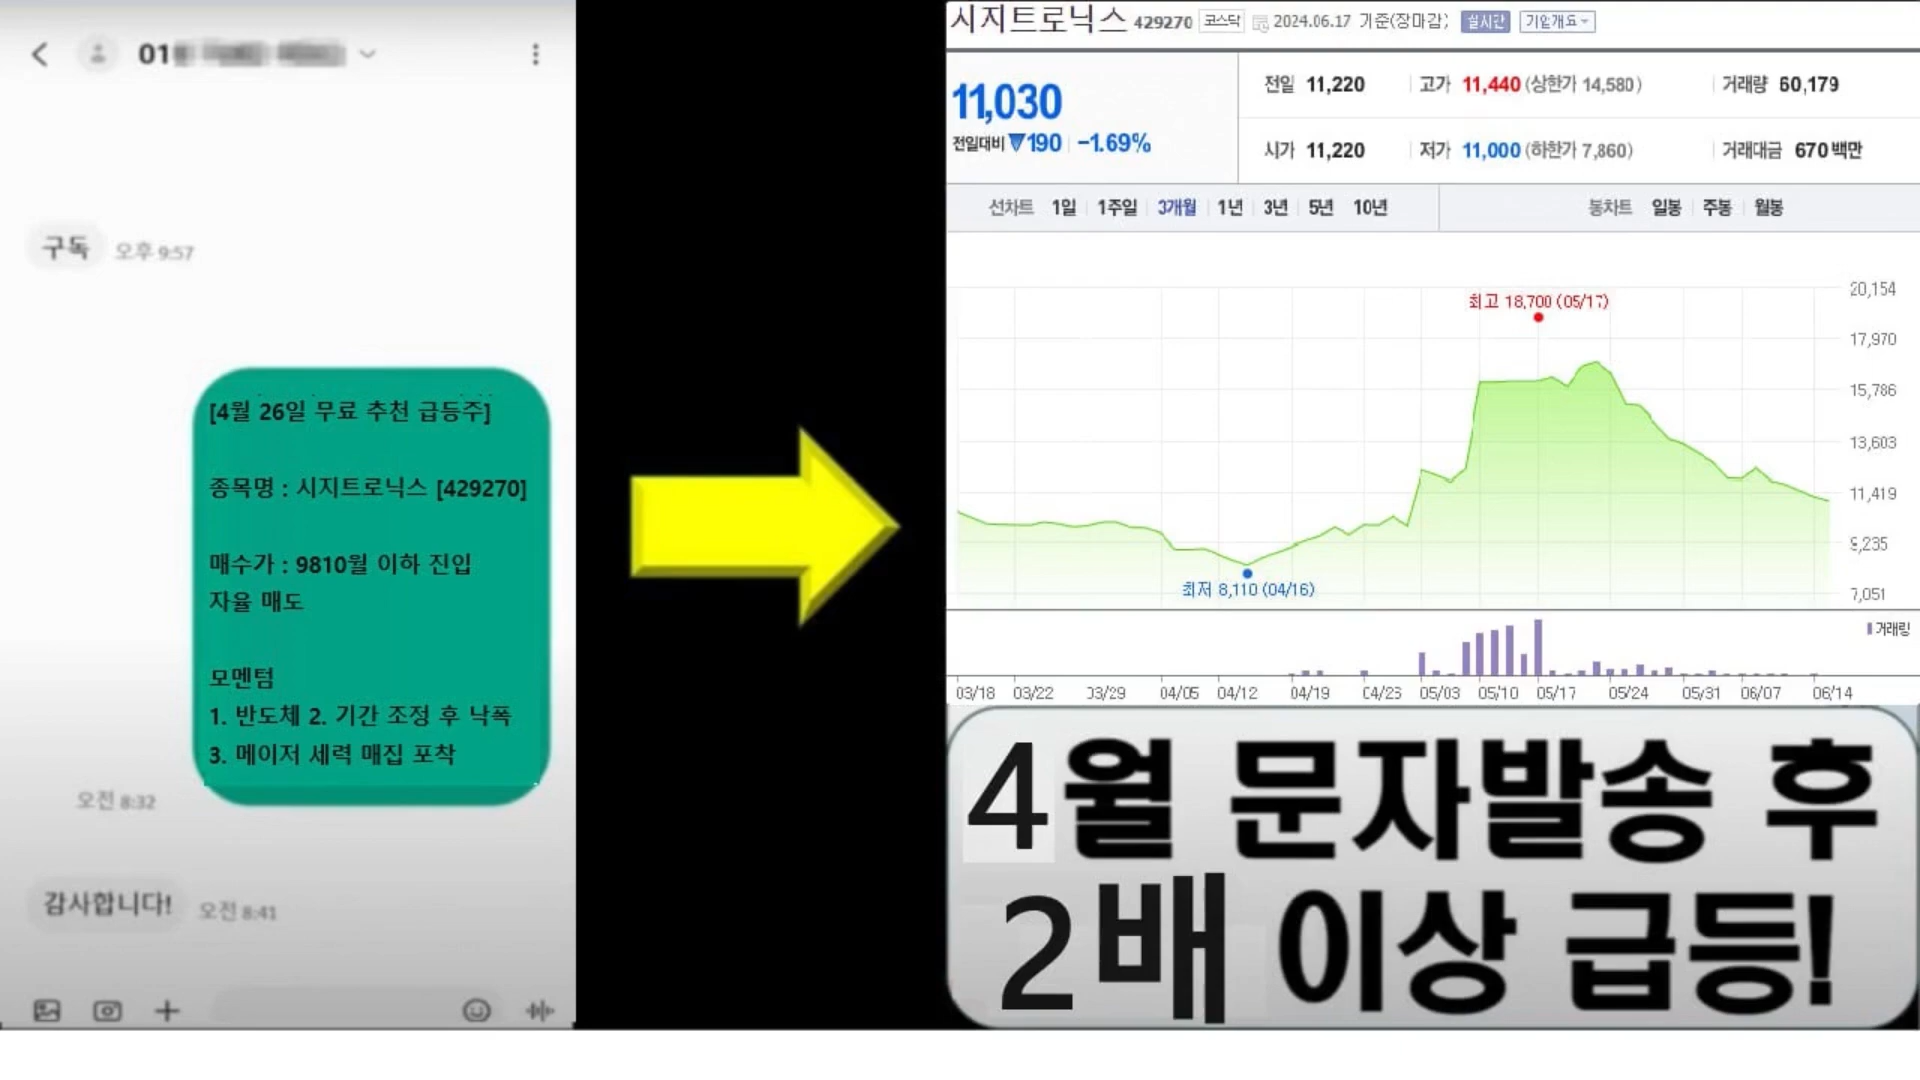 01
구독 오후 9:57
[4월 26일 무료 추천 급등주]
종목명 : 시지트로닉스 [429270]
매수가 : 9810월 이하 진입
자율 매도
모멘텀
1. 반도체 2. 기간 조정 후 낙폭
3. 메이저 세력 매집 포착
오전 8:32
감사합니다! 오전 8:41
시지트로닉스 429270 코스닥 2024.06.17 기준(장마감) 실시간 기업개요
11,030
전일대비 ▼190 -1.69%
전일 11,220 고가 11,440 (상한가 14,580) 거래량 60,179
시가 11,220 저가 11,000 (하한가 7,860) 거래대금 670 백만
선차트 1일 1주일 3개월 1년 3년 5년 10년 봉차트 일봉 주봉 월봉
최고 18,700 (05/17)
20,154
17,970
15,786
13,603
11,419
9,235
7,051
최저 8,110 (04/16)
거래량
03/18 03/22 03/29 04/05 04/12 04/19 04/25 05/03 05/10 05/17 05/24 05/31 06/07 06/14
4월 문자발송 후
2배 이상 급등!